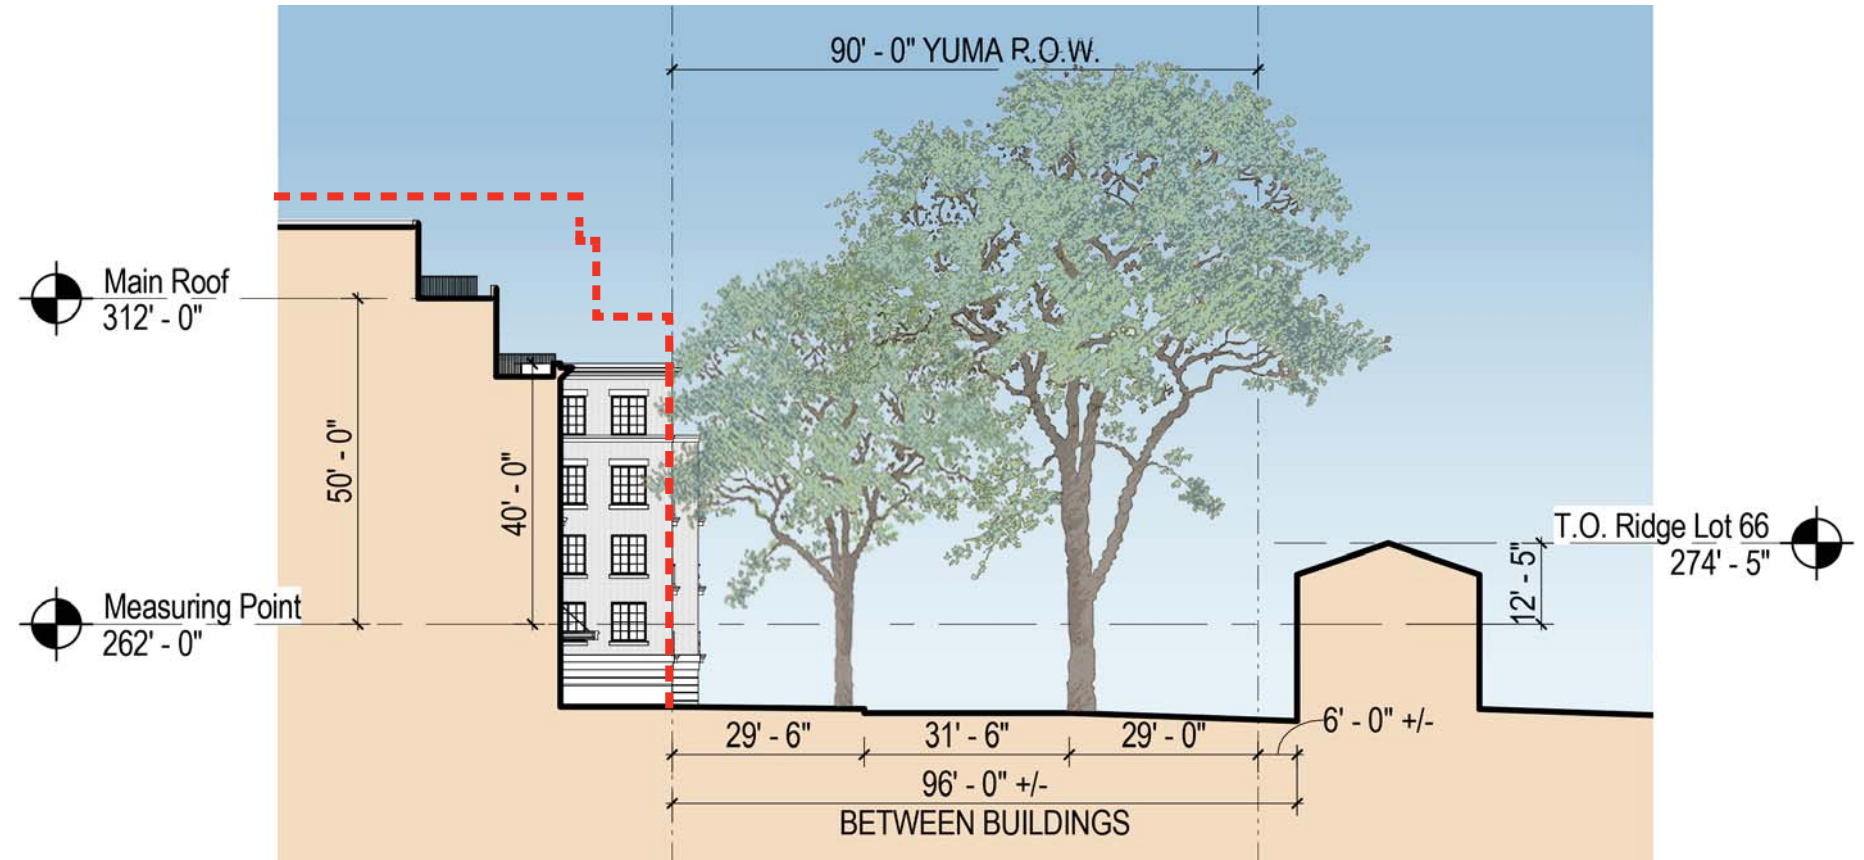 90' - 0" YUMA R.O.W.
Main Roof
312' - 0"
50' - 0"
40' - 0"
Measuring Point
262' - 0"
T.O. Ridge Lot 66
274' - 5"
12' - 5"
29' - 6"
31' - 6"
29' - 0"
6' - 0" +/-
96' - 0" +/-
BETWEEN BUILDINGS